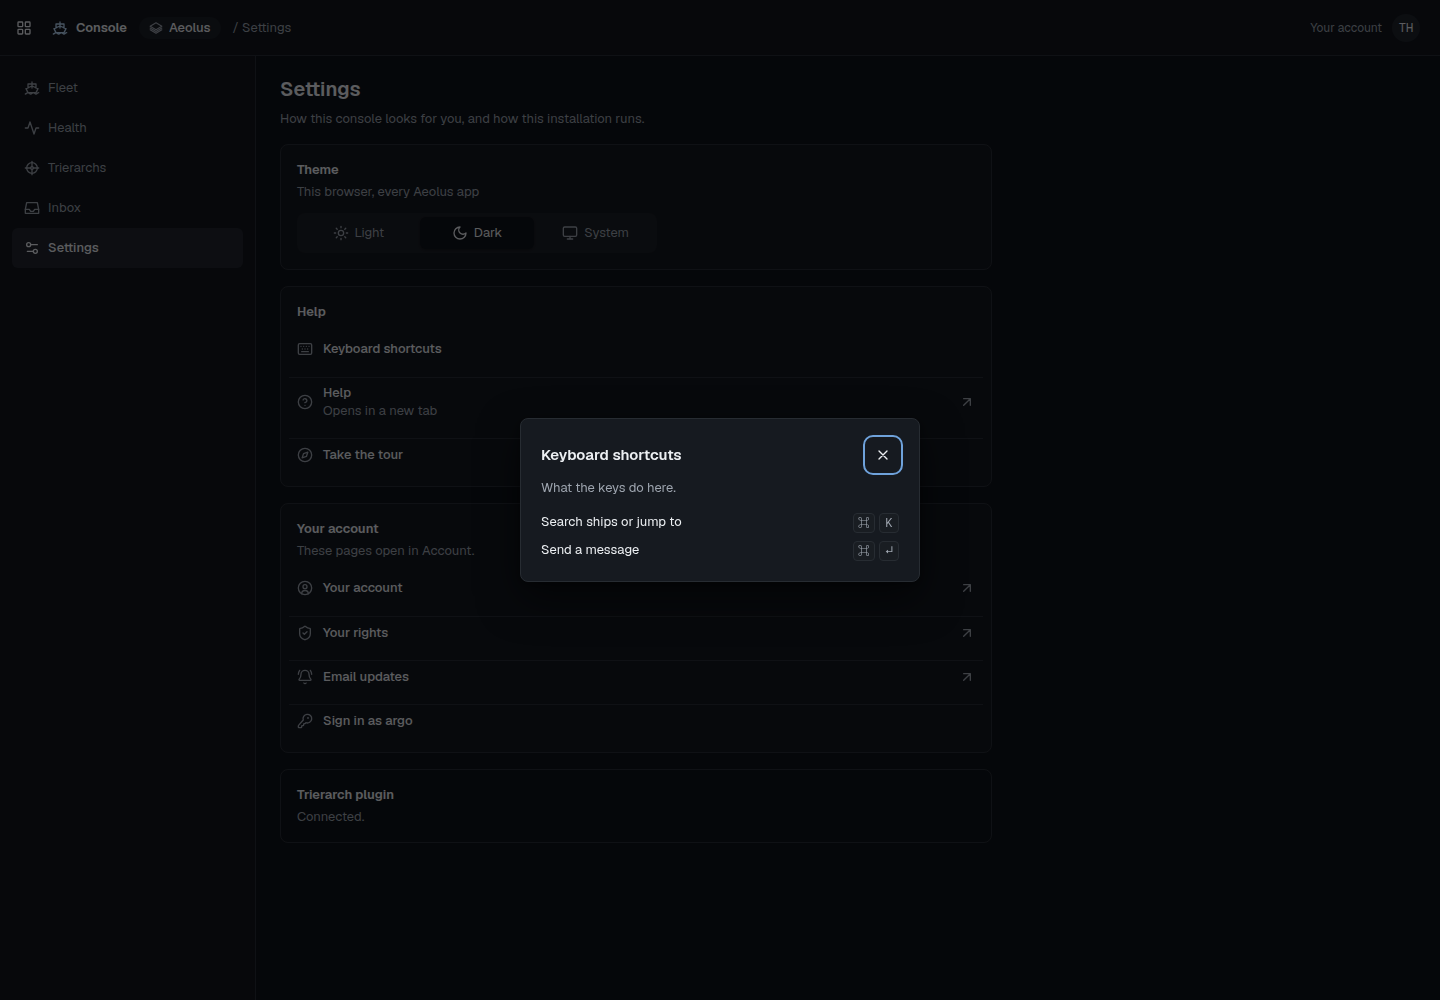 Console
Aeolus
/ Settings
Your account
TH
Fleet
Health
Trierarchs
Inbox
Settings
Settings
How this console looks for you, and how this installation runs.
Theme
This browser, every Aeolus app
Light
Dark
System
Help
Keyboard shortcuts
Help
Opens in a new tab
Take the tour
Keyboard shortcuts
What the keys do here.
Search ships or jump to
⌘ K
Send a message
⌘ ↵
Your account
These pages open in Account.
Your account
Your rights
Email updates
Sign in as argo
Trierarch plugin
Connected.